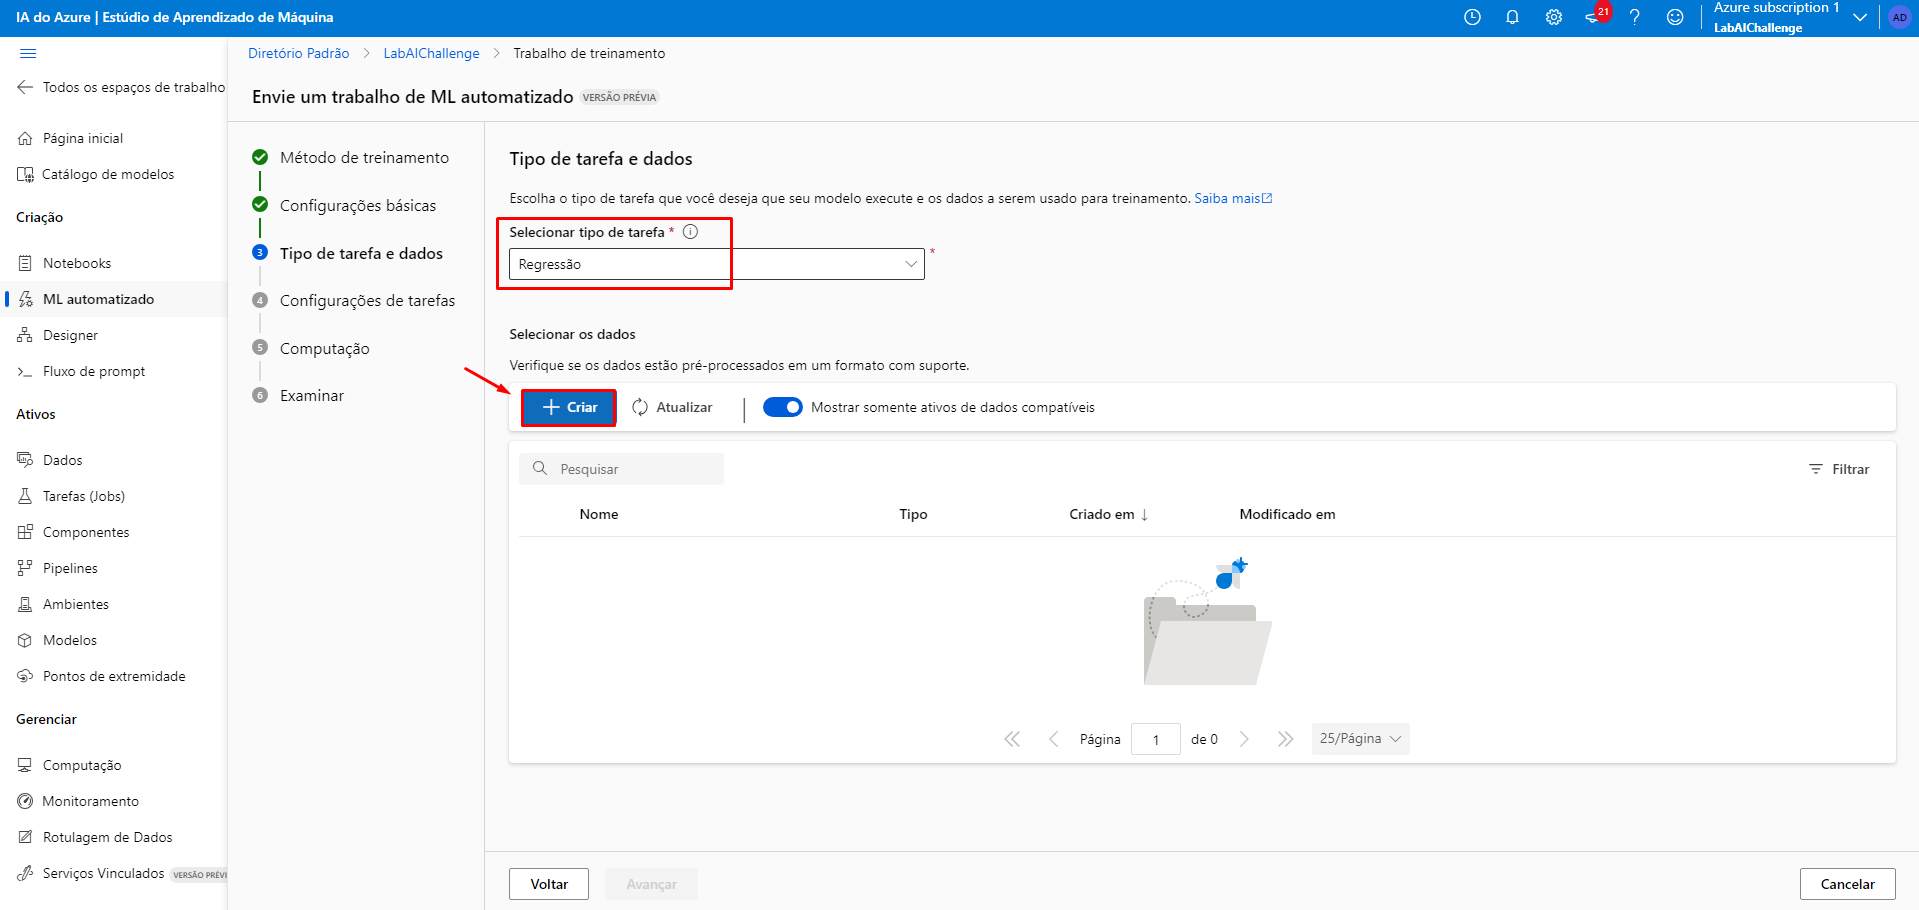 IA do Azure | Estúdio de Aprendizado de Máquina
21
Azure subscription 1
LabAIChallenge
AD
Todos os espaços de trabalho
Página inicial
Catálogo de modelos
Criação
Notebooks
ML automatizado
Designer
Fluxo de prompt
Ativos
Dados
Tarefas (Jobs)
Componentes
Pipelines
Ambientes
Modelos
Pontos de extremidade
Gerenciar
Computação
Monitoramento
Rotulagem de Dados
Serviços Vinculados VERSÃO PRÉVI
Diretório Padrão > LabAIChallenge > Trabalho de treinamento
Envie um trabalho de ML automatizado VERSÃO PRÉVIA
Método de treinamento
Configurações básicas
3 Tipo de tarefa e dados
4 Configurações de tarefas
5 Computação
6 Examinar
Tipo de tarefa e dados
Escolha o tipo de tarefa que você deseja que seu modelo execute e os dados a serem usado para treinamento. Saiba mais
Selecionar tipo de tarefa *
Regressão *
Selecionar os dados
Verifique se os dados estão pré-processados em um formato com suporte.
+ Criar Atualizar | Mostrar somente ativos de dados compatíveis
Pesquisar Filtrar
Nome Tipo Criado em ↓ Modificado em
Página 1 de 0 25/Página
Voltar Avançar Cancelar